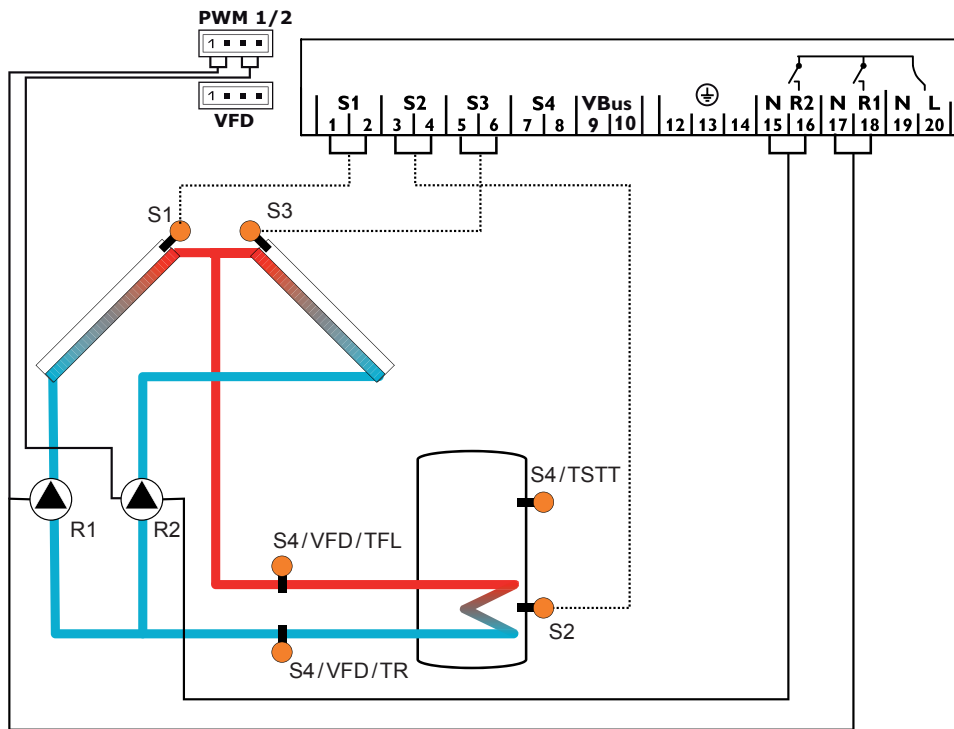 PWM 1/2
1
1
VFD
S1 S2 S3 S4 VBus N R2 N R1 N L
1 2 3 4 5 6 7 8 9 10 12 13 14 15 16 17 18 19 20
S1 S3
S4/TSTT
R1 R2
S4/VFD/TFL
S2
S4/VFD/TR